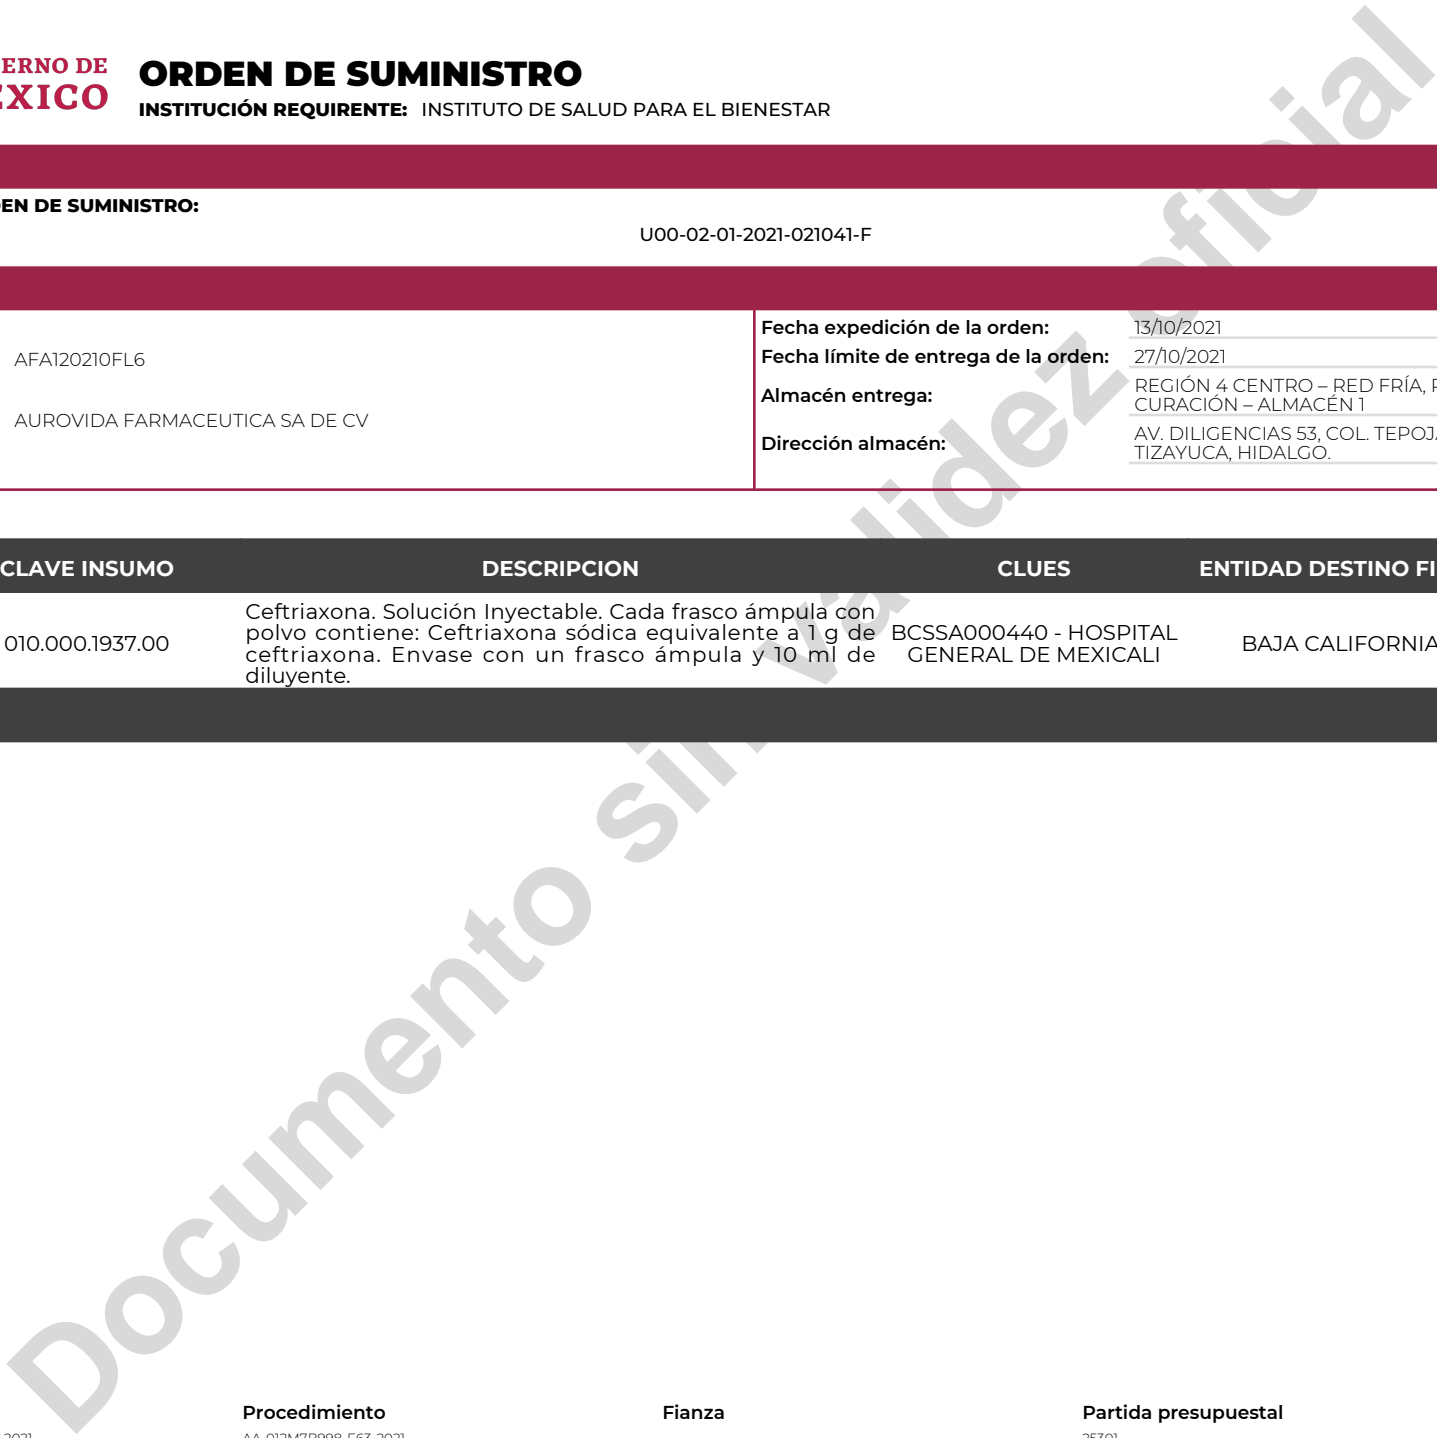 ERNO DE
ORDEN DE SUMINISTRO
INSTITUCIÓN REQUIRENTE: INSTITUTO DE SALUD PARA EL BIENESTAR
EN DE SUMINISTRO:
U00-02-01-2021-021041-F
AFA120210FL6
AUROVIDA FARMACEUTICA SA DE CV
Fecha expedición de la orden: 13/10/2021
Fecha límite de entrega de la orden: 27/10/2021
Almacén entrega:
REGIÓN 4 CENTRO – RED FRÍA,
CURACIÓN – ALMACÉN 1
Dirección almacén:
AV. DILIGENCIAS 53, COL. TEPOJA
TIZAYUCA, HIDALGO.
CLAVE INSUMO DESCRIPCION CLUES ENTIDAD DESTINO FI
010.000.1937.00
Ceftriaxona. Solución Inyectable. Cada frasco ámpula con
polvo contiene: Ceftriaxona sódica equivalente a 1 g de
ceftriaxona. Envase con un frasco ámpula y 10 ml de
diluyente.
BCSSA000440 - HOSPITAL
GENERAL DE MEXICALI
BAJA CALIFORNIA
Documento sin validez oficial
Procedimiento Fianza Partida presupuestal